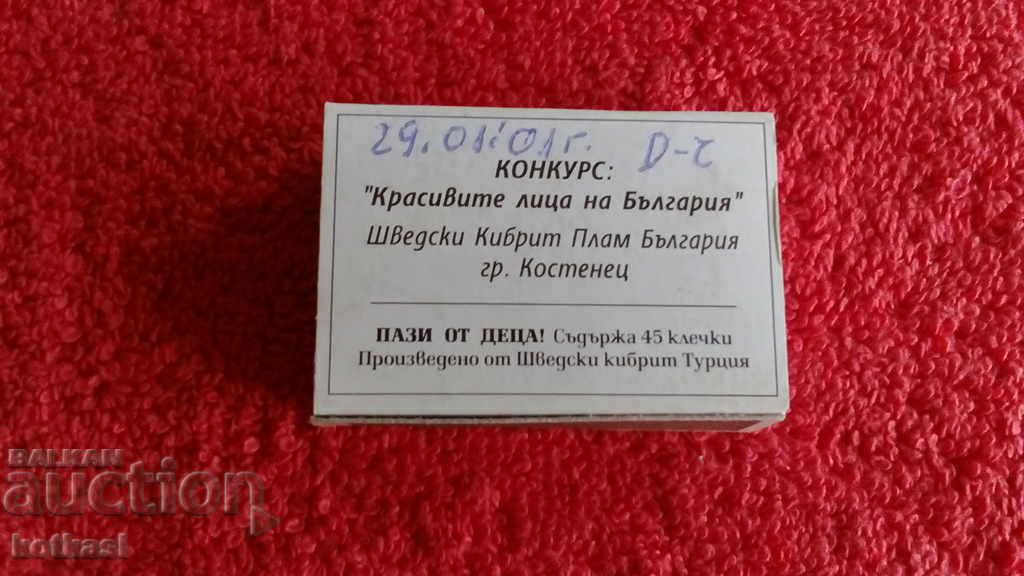 29.01.01г. D-г
КОНКУРС:
"Красивите лица на България"
Шведски Кибрит Плам България
гр. Костенец
ПАЗИ ОТ ДЕЦА! Съдържа 45 клечки
Произведено от Шведски кибрит Турция
BALKAN
auction
kotkasl